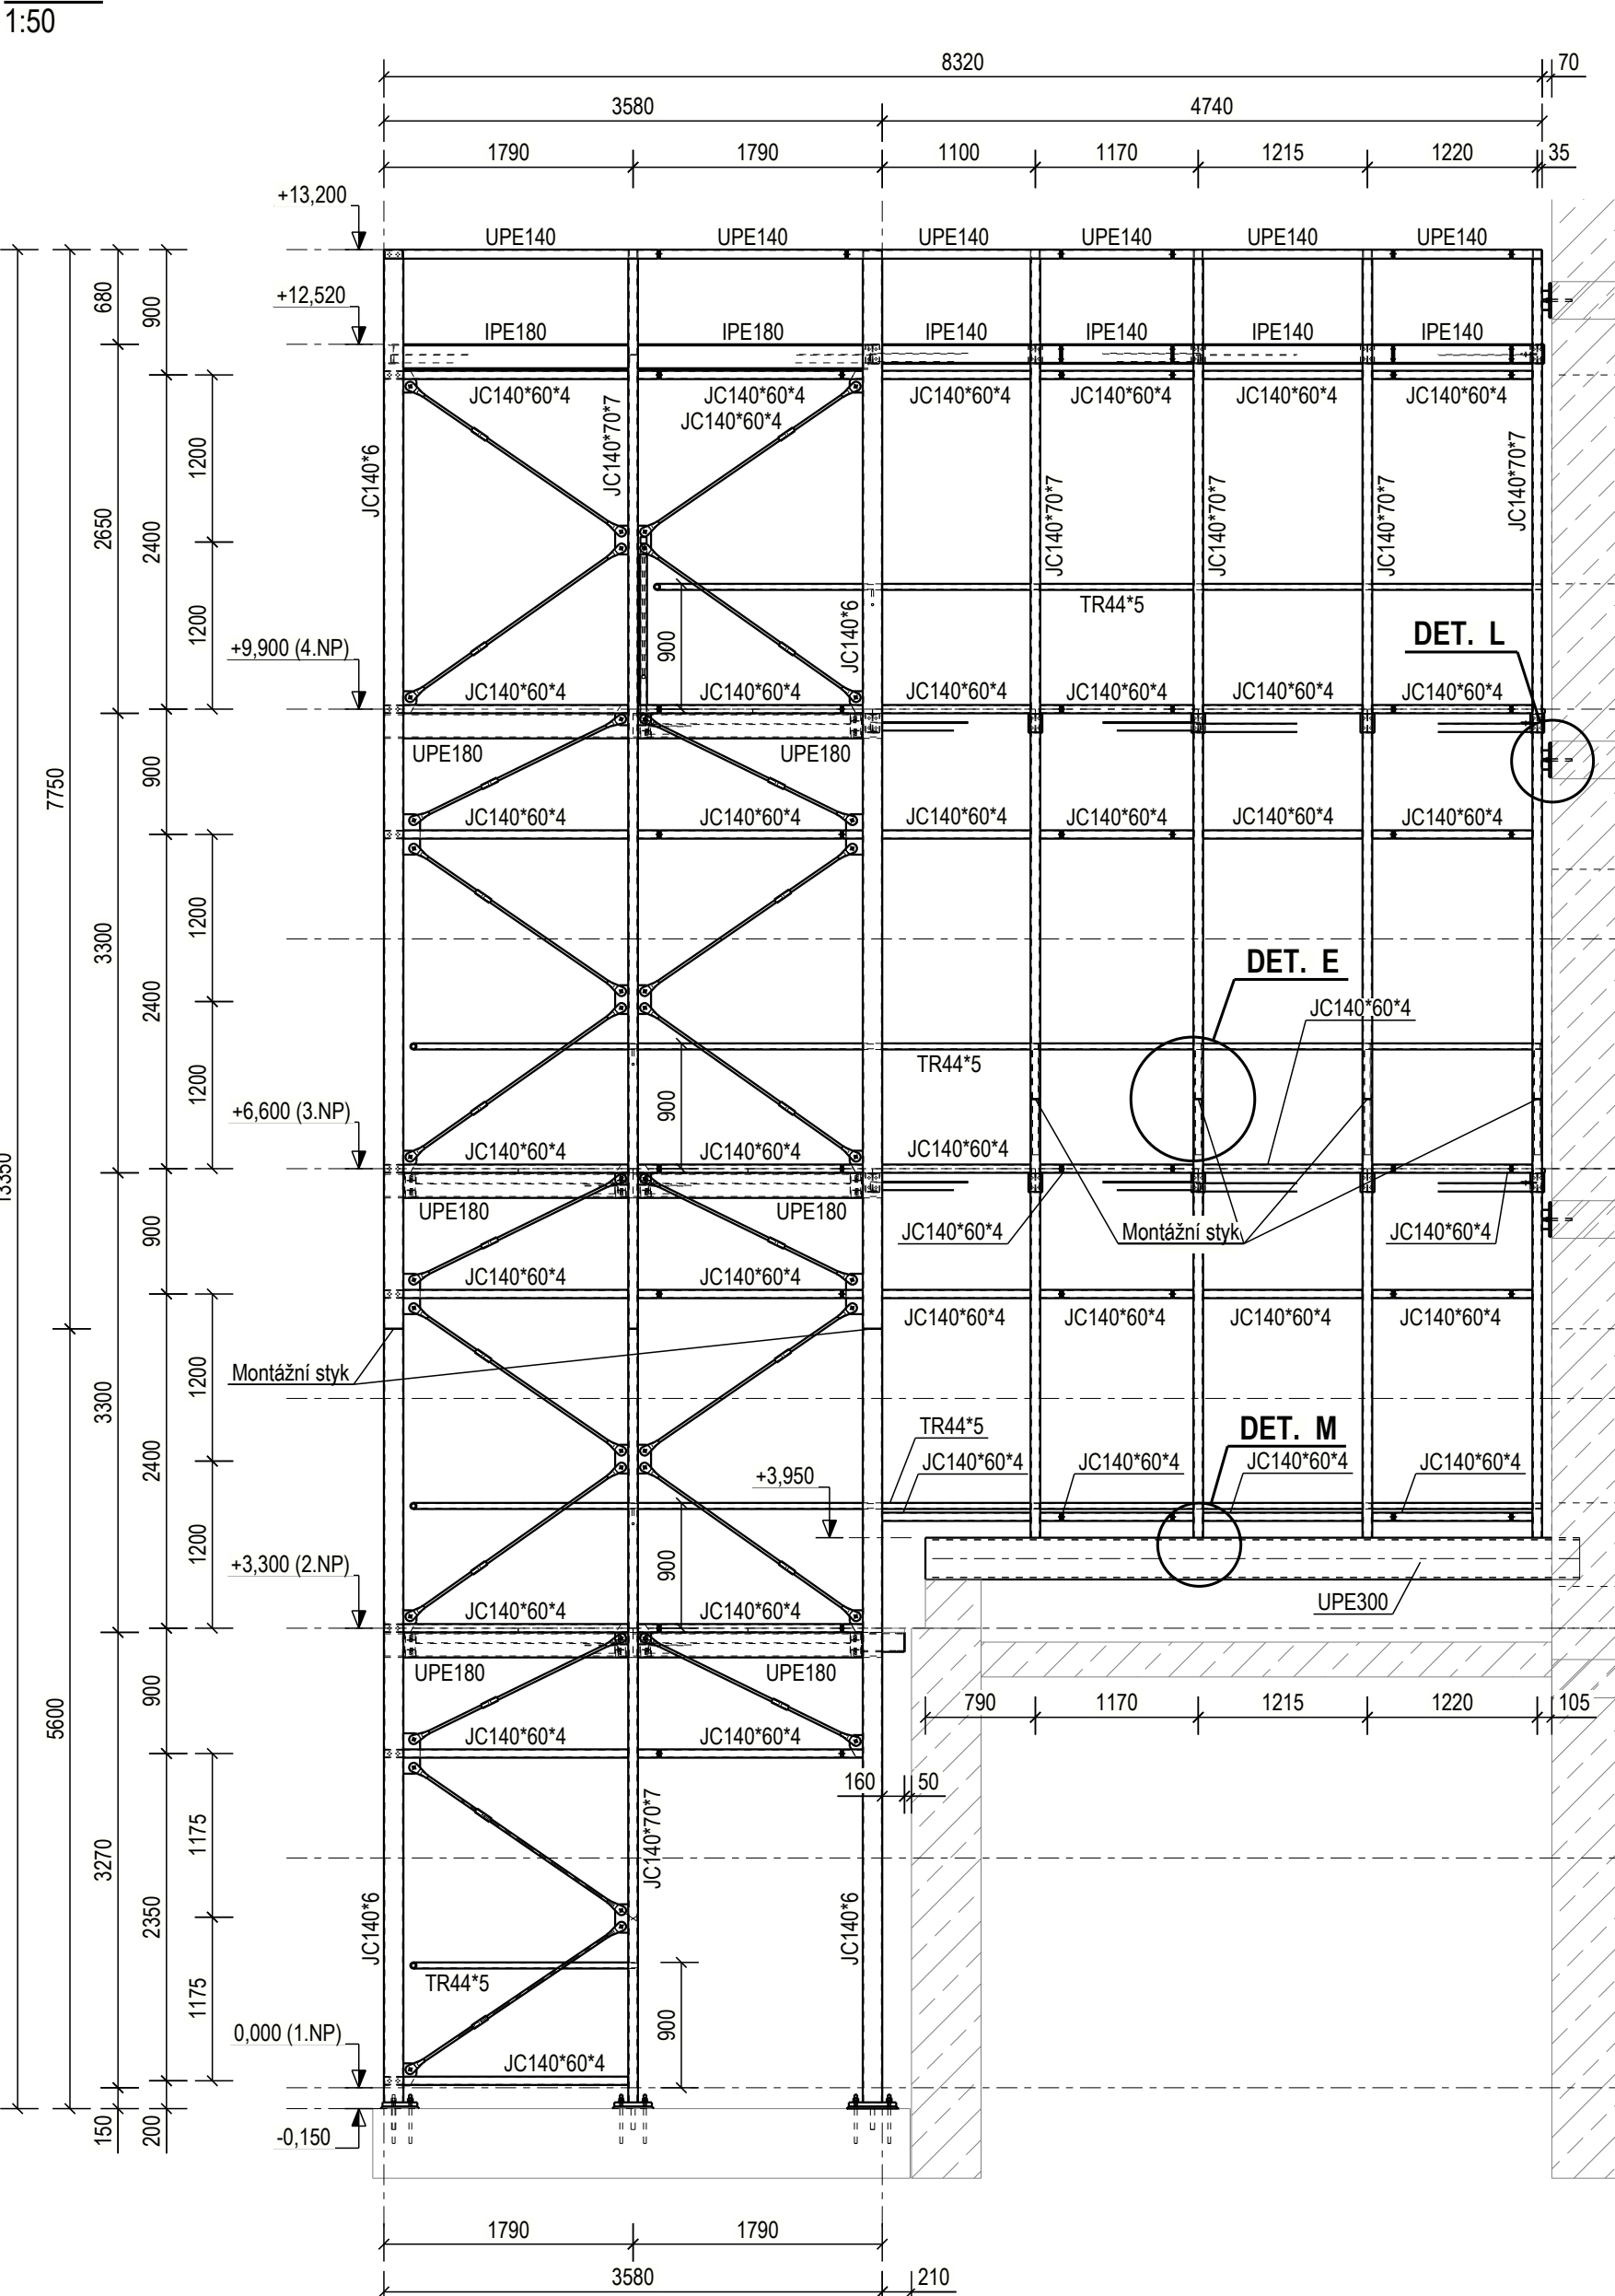 1:50
8320
70
3580
4740
1790
1790
1100
1170
1215
1220
35
+13,200
UPE140
UPE140
UPE140
UPE140
UPE140
UPE140
680
900
+12,520
IPE180
IPE180
IPE140
IPE140
IPE140
IPE140
JC140*60*4
JC140*60*4
JC140*60*4
JC140*60*4
JC140*60*4
JC140*60*4
JC140*60*4
JC140*6
JC140*70*7
JC140*70*7
JC140*70*7
JC140*70*7
JC140*70*7
2650
2400
1200
1200
TR44*5
JC140*6
900
DET. L
+9,900 (4.NP)
JC140*60*4
JC140*60*4
JC140*60*4
JC140*60*4
JC140*60*4
JC140*60*4
UPE180
UPE180
7750
900
JC140*60*4
JC140*60*4
JC140*60*4
JC140*60*4
JC140*60*4
JC140*60*4
3300
2400
1200
1200
DET. E
JC140*60*4
TR44*5
900
13350
+6,600 (3.NP)
JC140*60*4
JC140*60*4
JC140*60*4
UPE180
UPE180
JC140*60*4
Montážní styk
JC140*60*4
900
JC140*60*4
JC140*60*4
JC140*60*4
JC140*60*4
JC140*60*4
JC140*60*4
Montážní styk
3300
2400
1200
1200
TR44*5
DET. M
JC140*60*4
JC140*60*4
JC140*60*4
JC140*60*4
+3,950
900
+3,300 (2.NP)
JC140*60*4
JC140*60*4
UPE300
UPE180
UPE180
5600
900
790
1170
1215
1220
105
JC140*60*4
JC140*60*4
160
50
3270
2350
1175
1175
JC140*70*7
JC140*6
JC140*6
TR44*5
900
0,000 (1.NP)
JC140*60*4
150
200
-0,150
1790
1790
3580
210